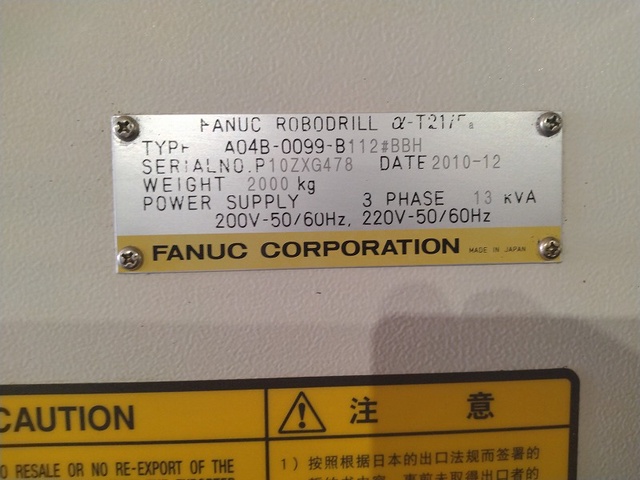 FANUC ROBODRILL α-T21iFa
TYPE A04B-0099-B112#BBH
SERIALNO.P10ZXG478 DATE 2010-12
WEIGHT 2000 kg
POWER SUPPLY 3 PHASE 13 KVA
200V-50/60Hz, 220V-50/60Hz
FANUC CORPORATION MADE IN JAPAN
CAUTION
RESALE OR NO RE-EXPORT OF THE
注 意
1) 按照根据日本的出口法规而签署的